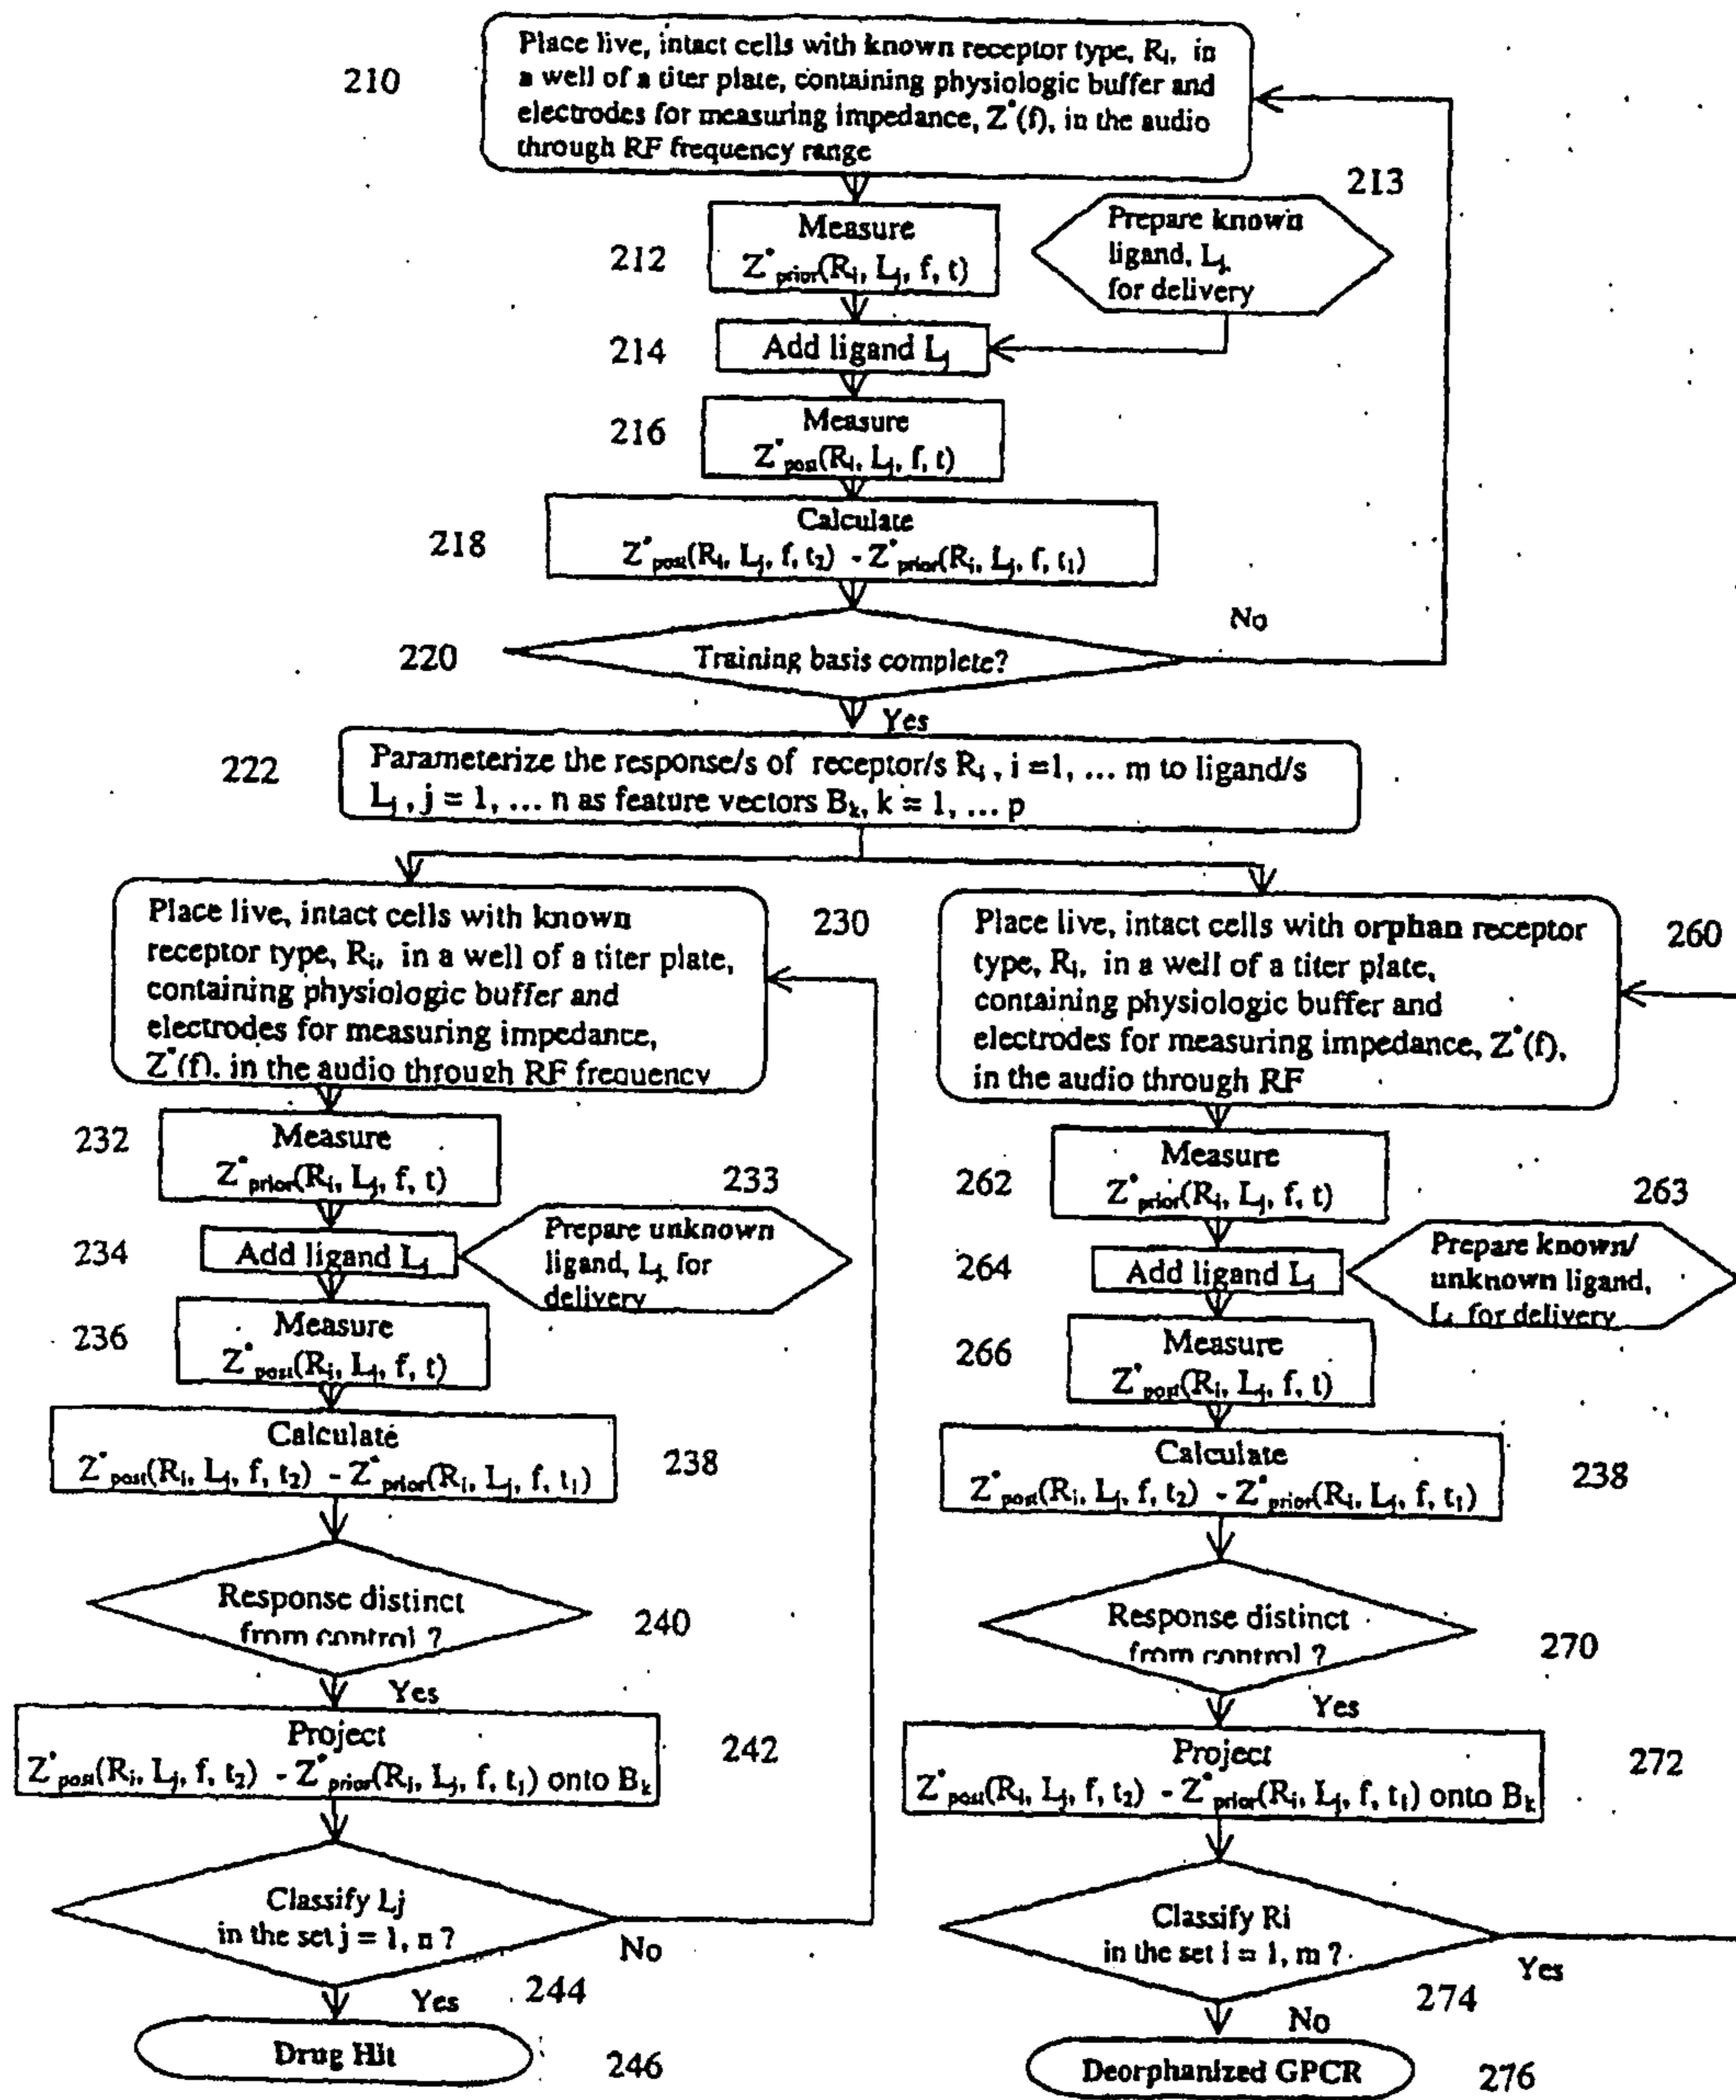 210
Place live, intact cells with known receptor type, Ri, in
a well of a titer plate, containing physiologic buffer and
electrodes for measuring impedance, Z*(f), in the audio
through RF frequency range
212
Measure
Z*prior(Ri, Lj, f, t)
213
Prepare known
ligand, Lj,
for delivery
214
Add ligand Lj
216
Measure
Z*post(Ri, Lj, f, t)
218
Calculate
Z*post(Ri, Lj, f, t2) - Z*prior(Ri, Lj, f, t1)
220
Training basis complete?
No
Yes
222
Parameterize the response/s of receptor/s Ri, i =1, ... m to ligand/s
Lj, j = 1, ... n as feature vectors Bk, k = 1, ... p
Place live, intact cells with known
receptor type, Ri, in a well of a titer plate,
containing physiologic buffer and
electrodes for measuring impedance,
Z*(f), in the audio through RF frequency
230
232
Measure
Z*prior(Ri, Lj, f, t)
233
Prepare unknown
ligand, Lj, for
delivery
234
Add ligand Lj
236
Measure
Z*post(Ri, Lj, f, t)
Calculate
Z*post(Ri, Lj, f, t2) - Z*prior(Ri, Lj, f, t1)
238
Response distinct
from control ?
240
Yes
Project
Z*post(Ri, Lj, f, t2) - Z*prior(Ri, Lj, f, t1) onto Bk
242
Classify Lj
in the set j = 1, n ?
No
Yes
244
Drug Hit
246
Place live, intact cells with orphan receptor
type, Ri, in a well of a titer plate,
containing physiologic buffer and
electrodes for measuring impedance, Z*(f),
in the audio through RF
260
262
Measure
Z*prior(Ri, Lj, f, t)
263
Prepare known/
unknown ligand,
Lj for delivery
264
Add ligand Lj
266
Measure
Z*post(Ri, Lj, f, t)
Calculate
Z*post(Ri, Lj, f, t2) - Z*prior(Ri, Lj, f, t1)
238
Response distinct
from control ?
270
Yes
Project
Z*post(Ri, Lj, f, t2) - Z*prior(Ri, Lj, f, t1) onto Bk
272
Classify Ri
in the set i = 1, m ?
Yes
274
No
Deorphanized GPCR
276